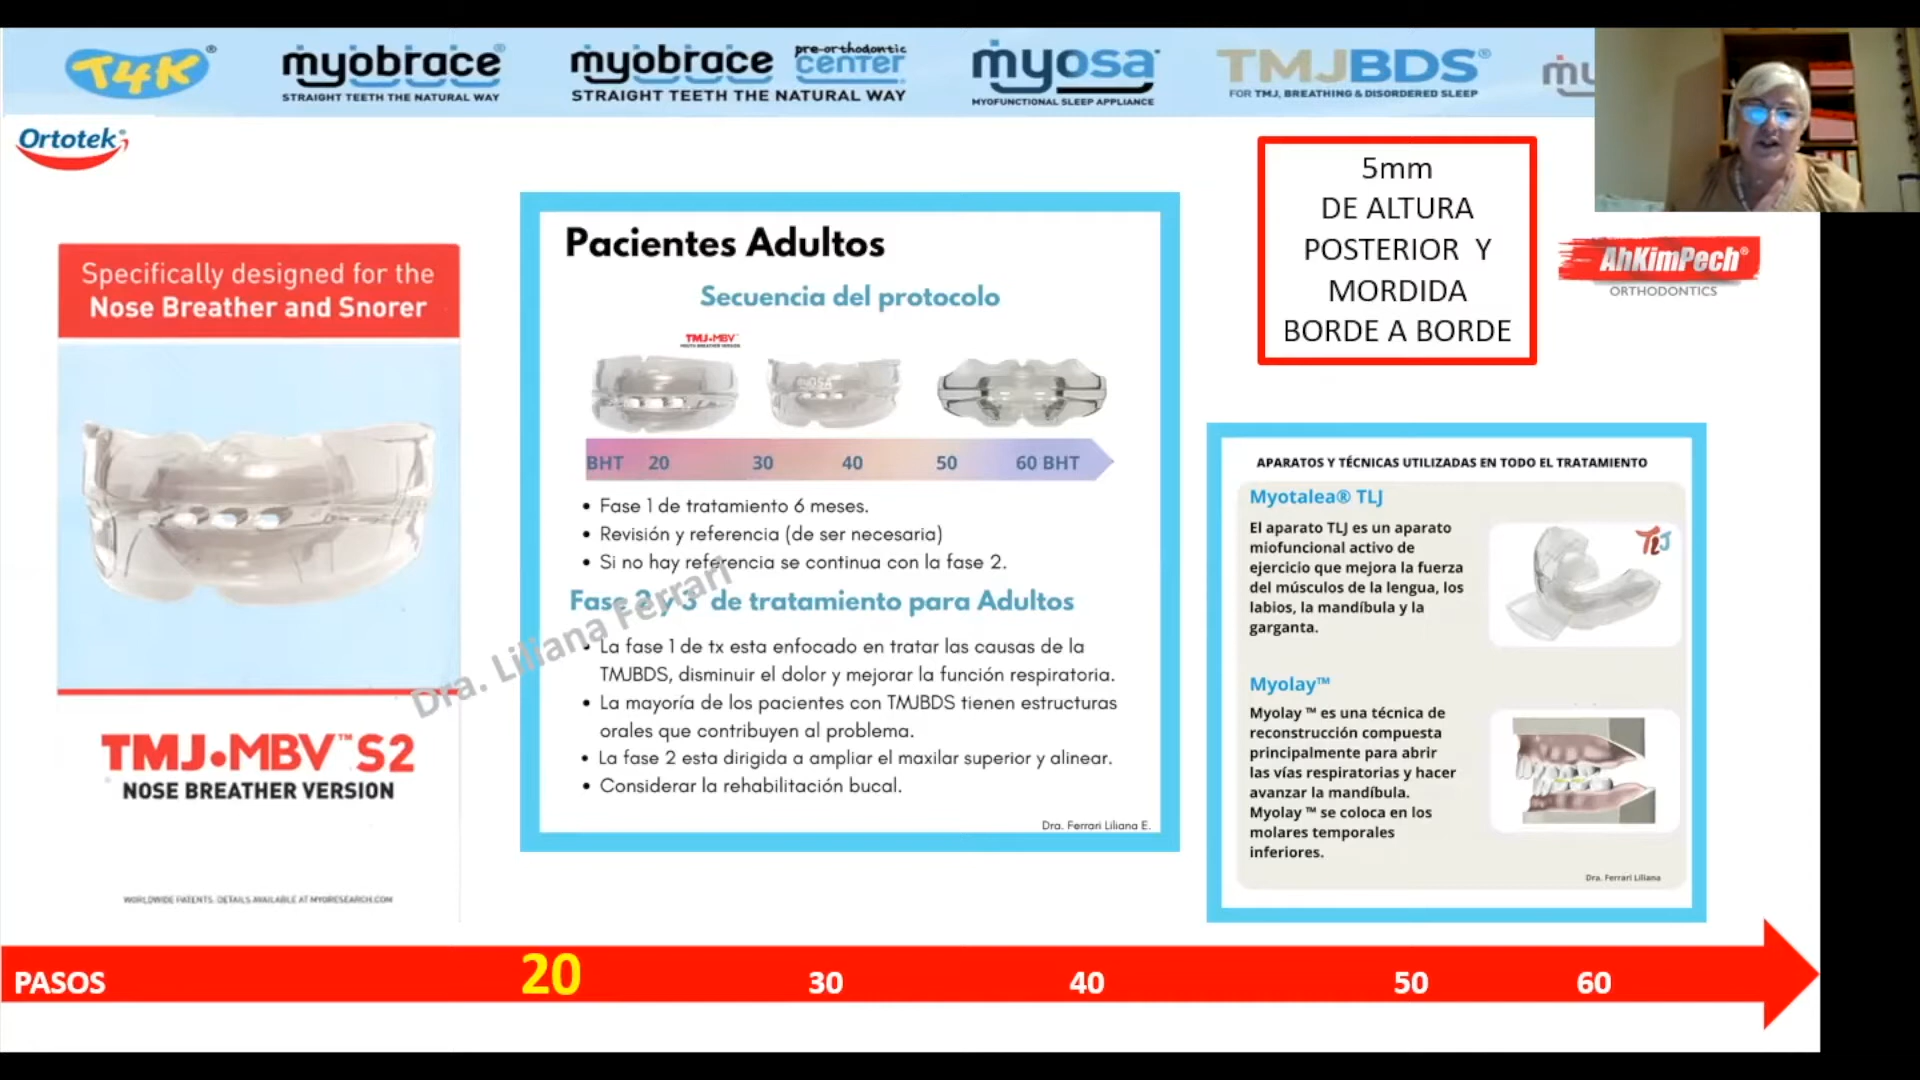 T4K®
myobrace®
STRAIGHT TEETH THE NATURAL WAY
myobrace® pre-orthodontic center®
STRAIGHT TEETH THE NATURAL WAY
myosa
MYOFUNCTIONAL SLEEP APPLIANCE
TMJBDS®
FOR TMJ, BREATHING & DISORDERED SLEEP
Ortotek®
5mm
DE ALTURA
POSTERIOR Y
MORDIDA
BORDE A BORDE
AhKimPech®
ORTHODONTICS
Specifically designed for the
Nose Breather and Snorer
TMJ•MBV™ S2
NOSE BREATHER VERSION
WORLDWIDE PATENTS. DETAILS AVAILABLE AT MYORESEARCH.COM
Pacientes Adultos
Secuencia del protocolo
TMJ•MBV™
MOUTH BREATHER VERSION
MYOSA
BHT 20 30 40 50 60 BHT
• Fase 1 de tratamiento 6 meses.
• Revisión y referencia (de ser necesaria)
• Si no hay referencia se continua con la fase 2.
Fase 2 y 3 de tratamiento para Adultos
• La fase 1 de tx esta enfocado en tratar las causas de la
TMJBDS, disminuir el dolor y mejorar la función respiratoria.
• La mayoría de los pacientes con TMJBDS tienen estructuras
orales que contribuyen al problema.
• La fase 2 esta dirigida a ampliar el maxilar superior y alinear.
• Considerar la rehabilitación bucal.
Dra. Ferrari Liliana E.
Dra. Liliana Ferrari
APARATOS Y TÉCNICAS UTILIZADAS EN TODO EL TRATAMIENTO
Myotalea® TLJ
El aparato TLJ es un aparato
miofuncional activo de
ejercicio que mejora la fuerza
del músculos de la lengua, los
labios, la mandíbula y la
garganta.
TLJ
Myolay™
Myolay ™ es una técnica de
reconstrucción compuesta
principalmente para abrir
las vías respiratorias y hacer
avanzar la mandíbula.
Myolay ™ se coloca en los
molares temporales
inferiores.
Dra. Ferrari Liliana
PASOS 20 30 40 50 60